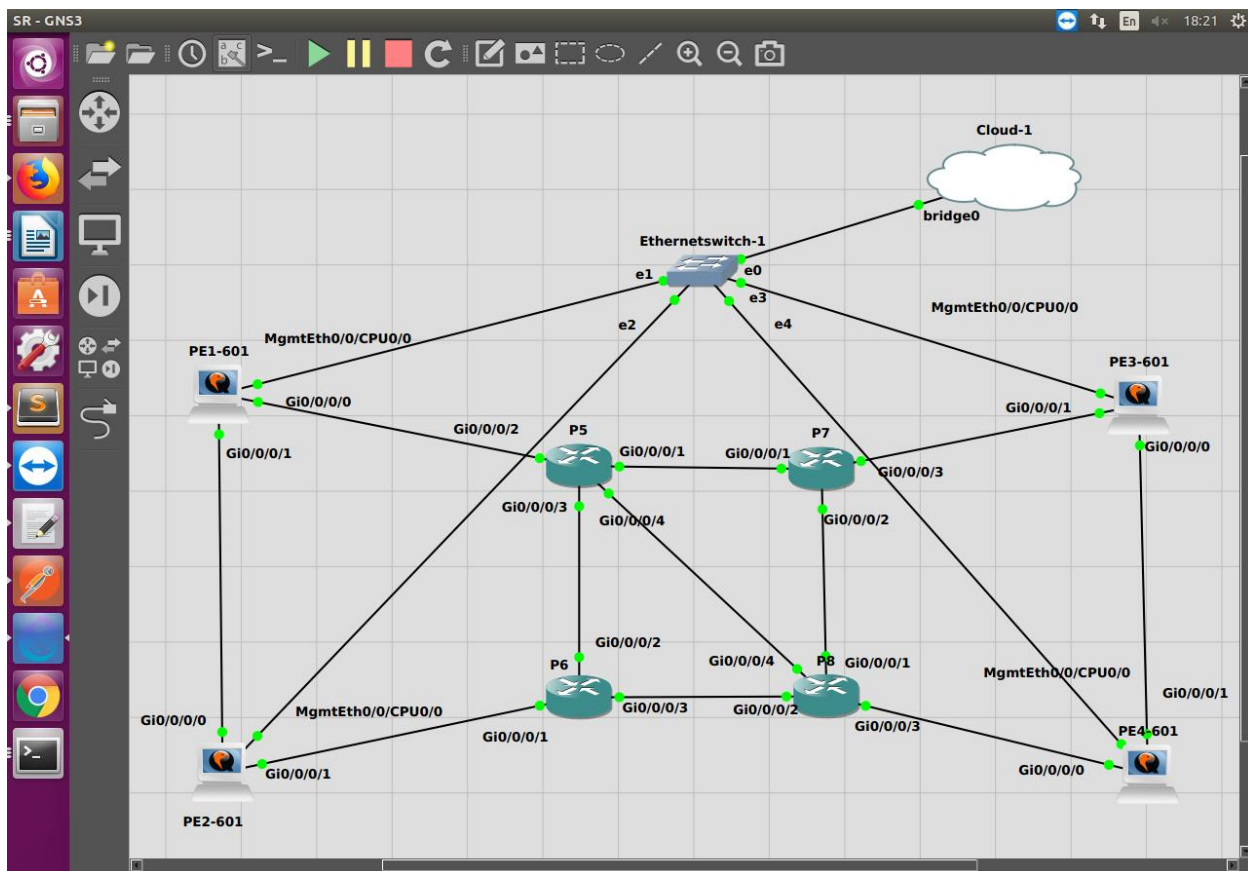 SR - GNS3
En
18:21
Cloud-1
bridge0
Ethernetswitch-1
e1
e0
e3
e2
e4
MgmtEth0/0/CPU0/0
MgmtEth0/0/CPU0/0
PE1-601
PE3-601
Gi0/0/0/0
Gi0/0/0/1
Gi0/0/0/2
P5
P7
Gi0/0/0/1
Gi0/0/0/1
Gi0/0/0/1
Gi0/0/0/0
Gi0/0/0/3
Gi0/0/0/3
Gi0/0/0/4
Gi0/0/0/2
Gi0/0/0/2
P6
Gi0/0/0/4
P8
Gi0/0/0/1
MgmtEth0/0/CPU0/0
Gi0/0/0/1
Gi0/0/0/0
MgmtEth0/0/CPU0/0
Gi0/0/0/3
Gi0/0/0/2
Gi0/0/0/3
Gi0/0/0/1
PE4-601
Gi0/0/0/1
Gi0/0/0/0
PE2-601